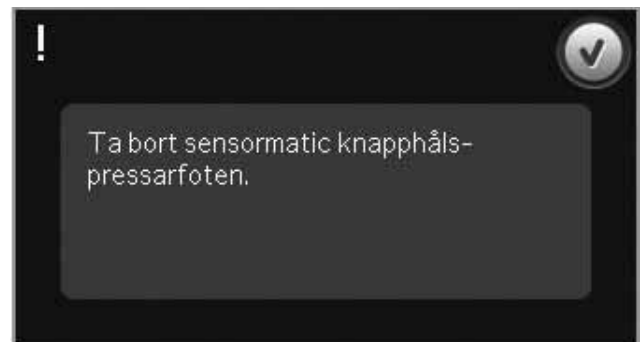 !
Ta bort sensormatic knapphåls-
pressarfoten.